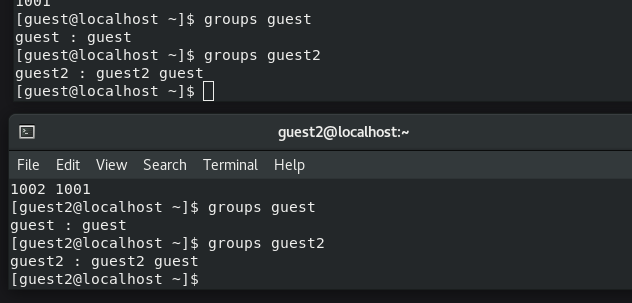 1001
[guest@localhost ~]$ groups guest
guest : guest
[guest@localhost ~]$ groups guest2
guest2 : guest2 guest
[guest@localhost ~]$
guest2@localhost:~
File Edit View Search Terminal Help
1002 1001
[guest2@localhost ~]$ groups guest
guest : guest
[guest2@localhost ~]$ groups guest2
guest2 : guest2 guest
[guest2@localhost ~]$